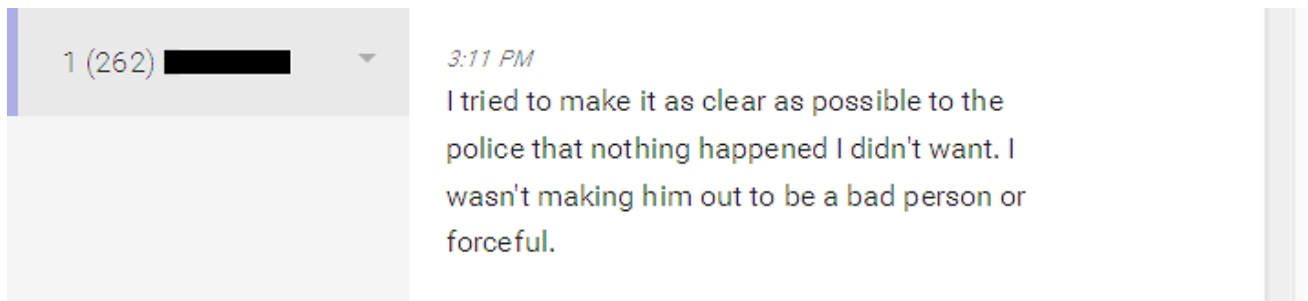 1 (262)
3:11 PM
I tried to make it as clear as possible to the
police that nothing happened I didn't want. I
wasn't making him out to be a bad person or
forceful.